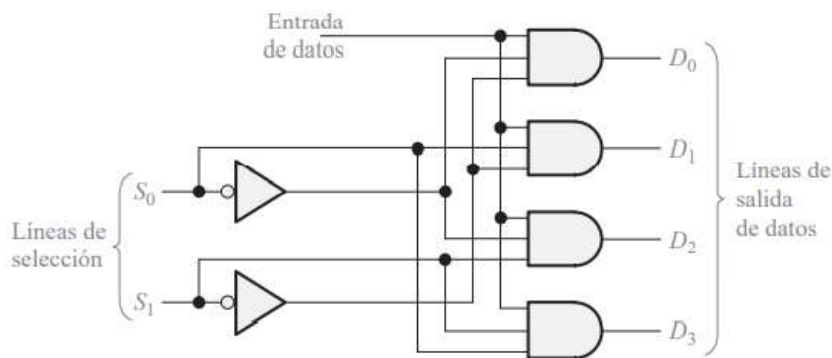 Entrada
de datos
D₀
D₁
Líneas de
salida
de datos
S₀
Líneas de
selección
D₂
S₁
D₃